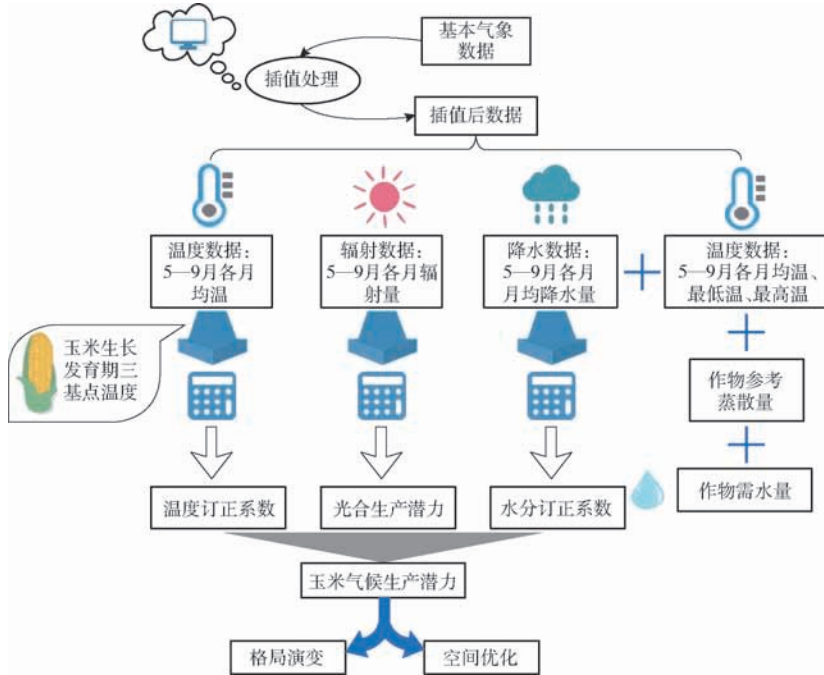 基本气象
数据
插值处理
插值后数据
温度数据：
5—9月各月
均温
辐射数据：
5—9月各月辐
射量
降水数据：
5—9月各月
月均降水量
温度数据：
5—9月各月均温、
最低温、最高温
玉米生长
发育期三
基点温度
作物参考
蒸散量
作物需水量
温度订正系数
光合生产潜力
水分订正系数
玉米气候生产潜力
格局演变
空间优化